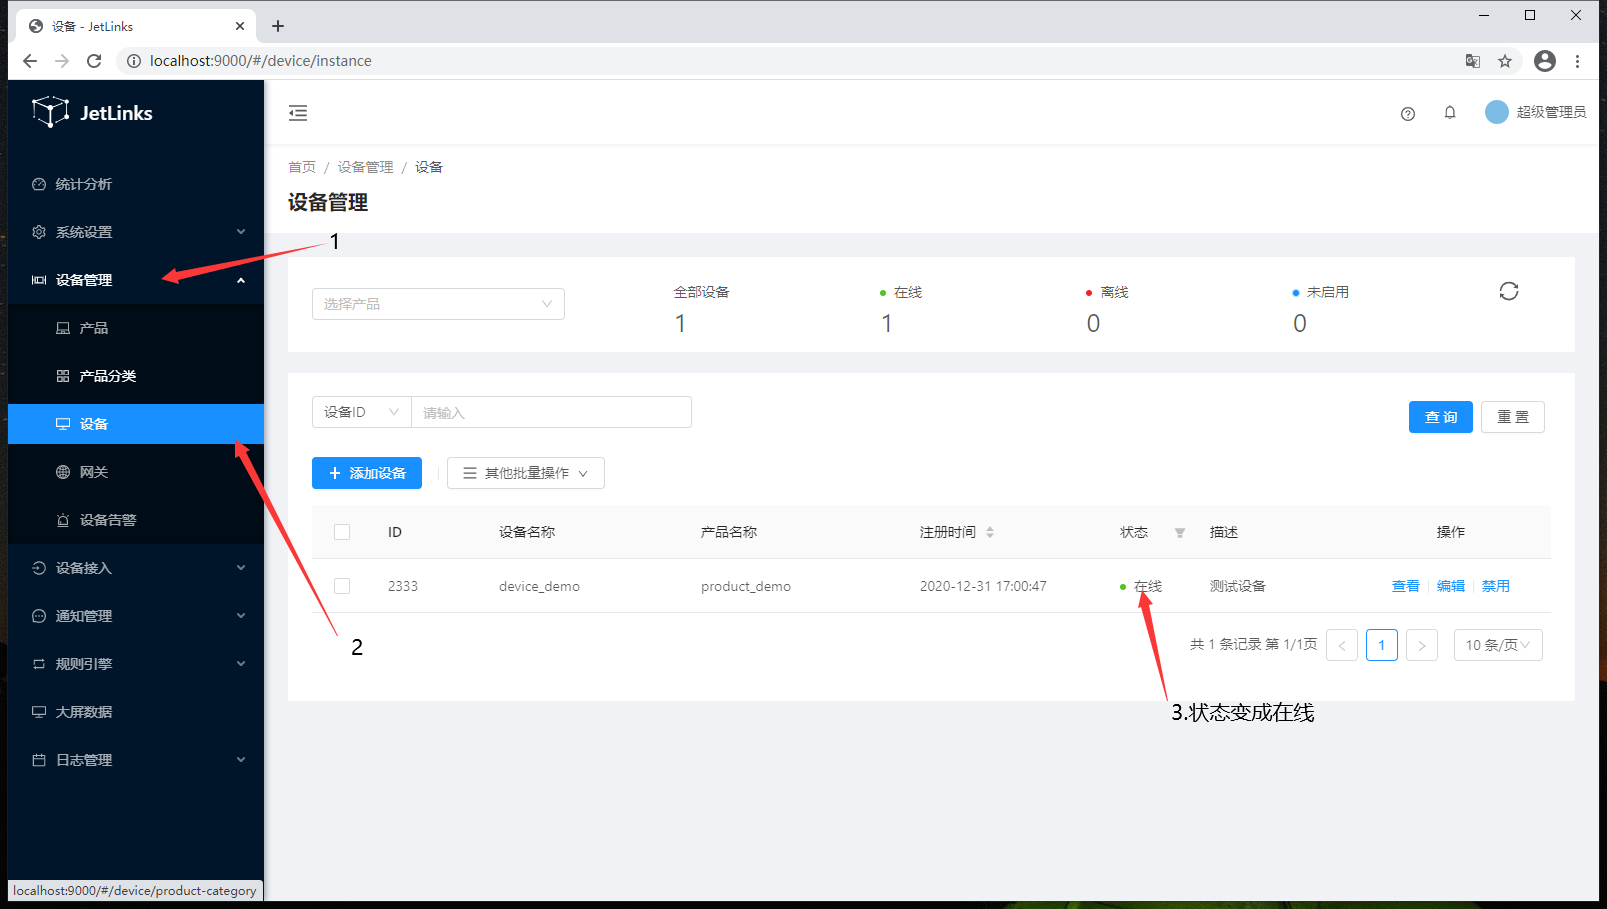 设备 - JetLinks
localhost:9000/#/device/instance
JetLinks
超级管理员
首页 / 设备管理 / 设备
设备管理
统计分析
系统设置
设备管理
产品
产品分类
设备
网关
设备告警
设备接入
通知管理
规则引擎
大屏数据
日志管理
1
2
选择产品
全部设备
1
在线
1
离线
0
未启用
0
设备ID
请输入
查 询
重 置
添加设备
其他批量操作
ID 设备名称 产品名称 注册时间 状态 描述 操作
2333 device_demo product_demo 2020-12-31 17:00:47 在线 测试设备 查看 编辑 禁用
共 1 条记录 第 1/1页 < 1 > 10 条/页
3.状态变成在线
localhost:9000/#/device/product-category